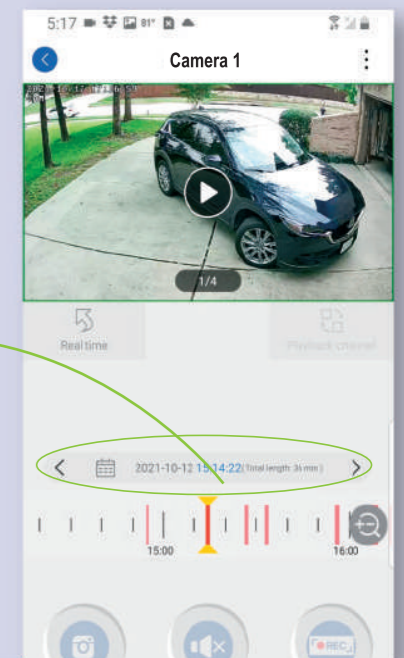 5:17 81°
Camera 1
1/4
Real time
Playback channel
2021-10-12 15:14:22(Total length: 36 min)
15:00 16:00
REC